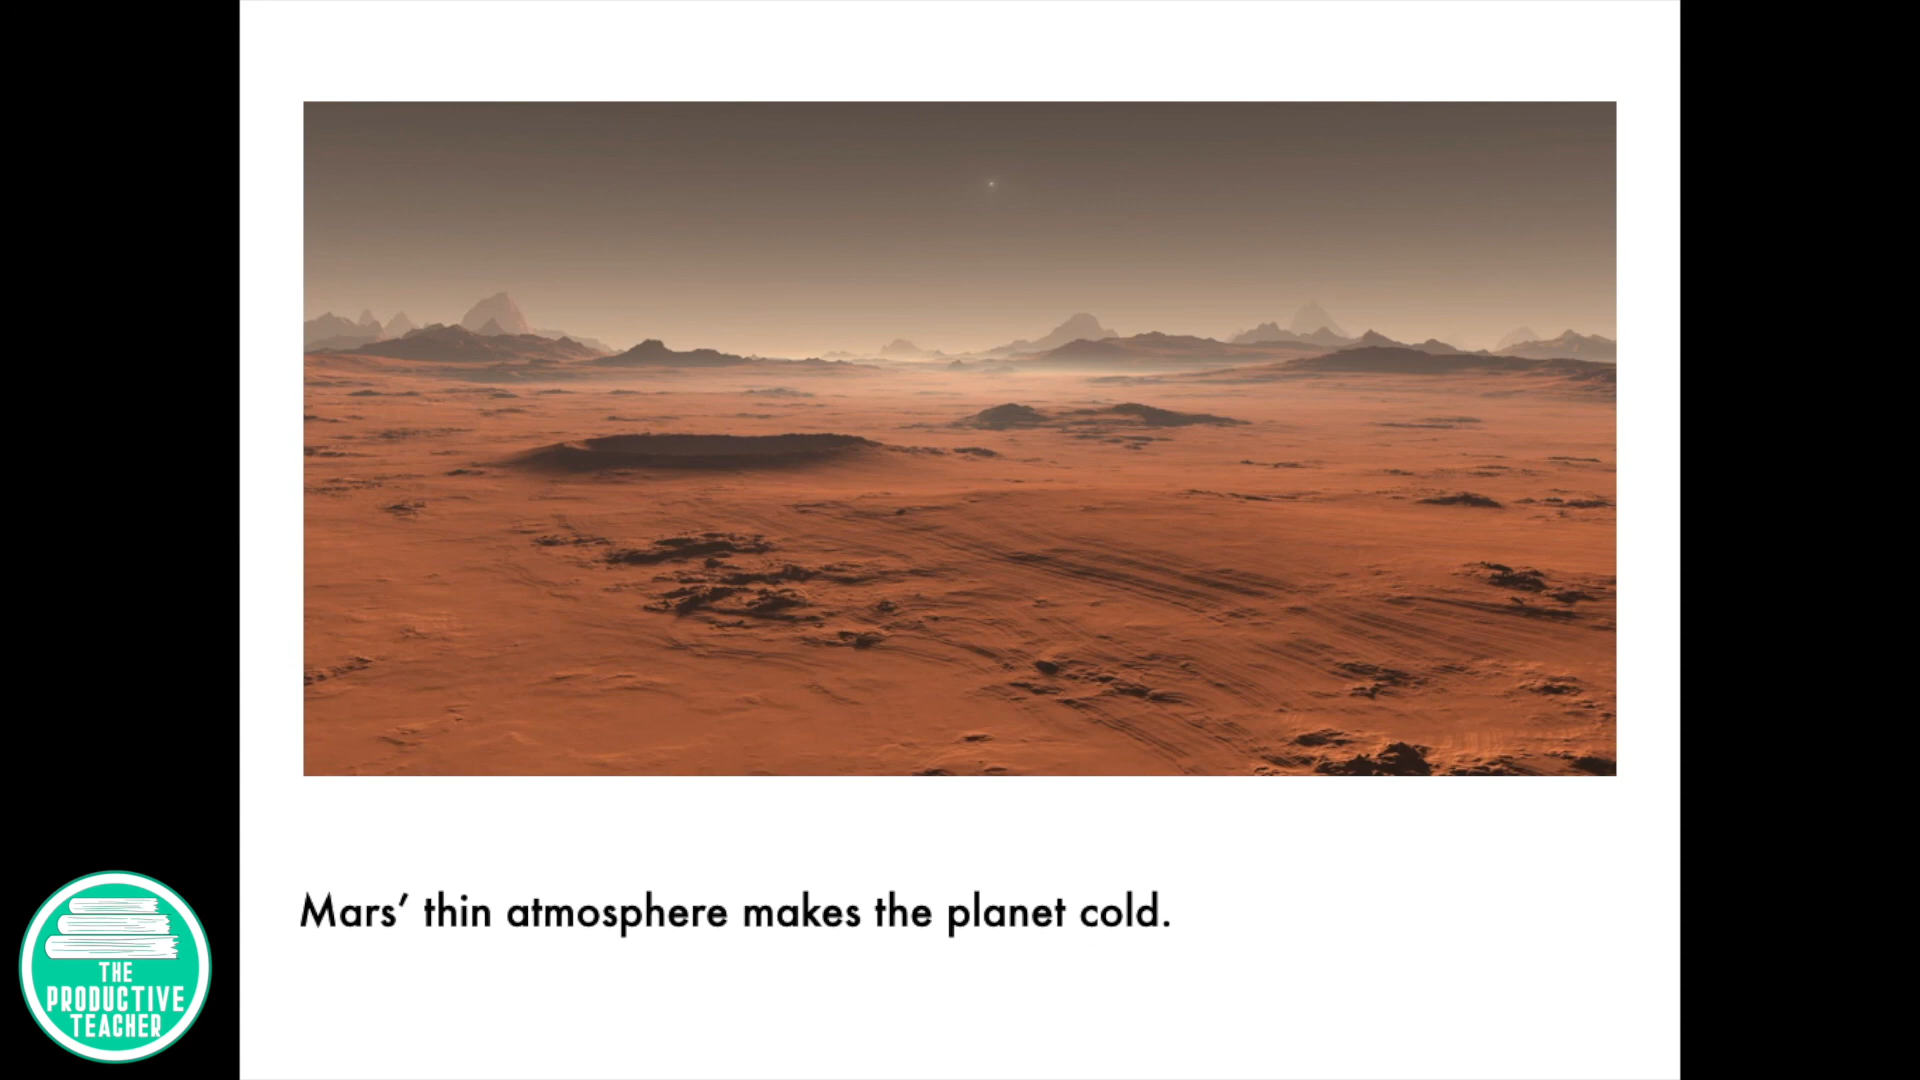 Mars’ thin atmosphere makes the planet cold.
THE
PRODUCTIVE
TEACHER